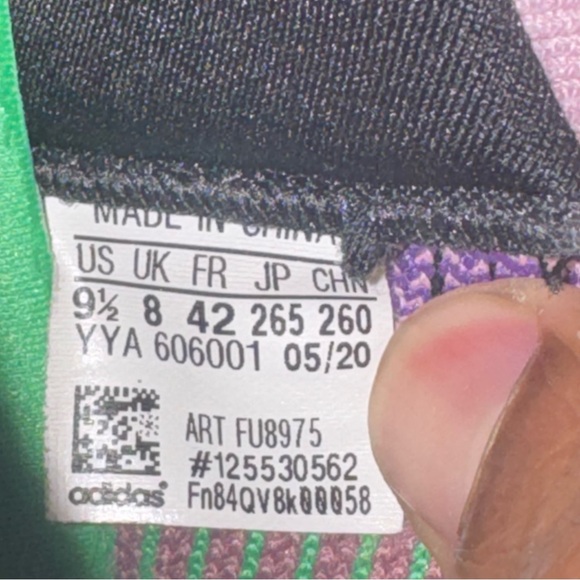 MADE IN CHINA
US UK FR JP CHN
9½ 8 42 265 260
YYA 606001 05/20
ART FU8975
#125530562
adidas® Fn84QV8k00058